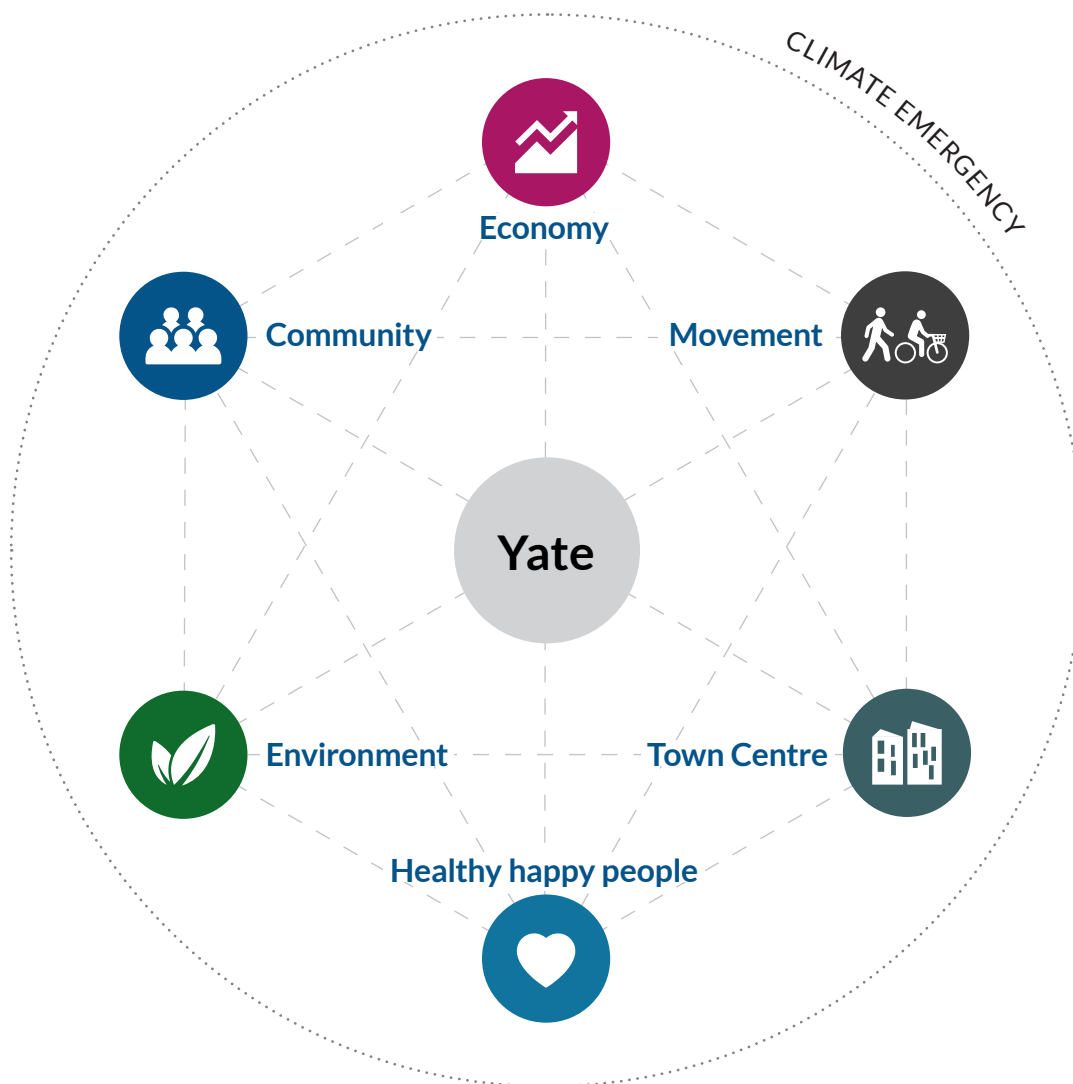 CLIMATE EMERGENCY
Economy
Community
Movement
Yate
Environment
Town Centre
Healthy happy people